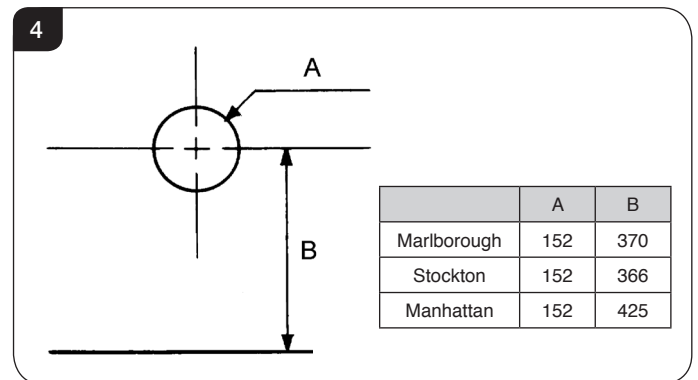 4
A
B
A B
Marlborough 152 370
Stockton 152 366
Manhattan 152 425